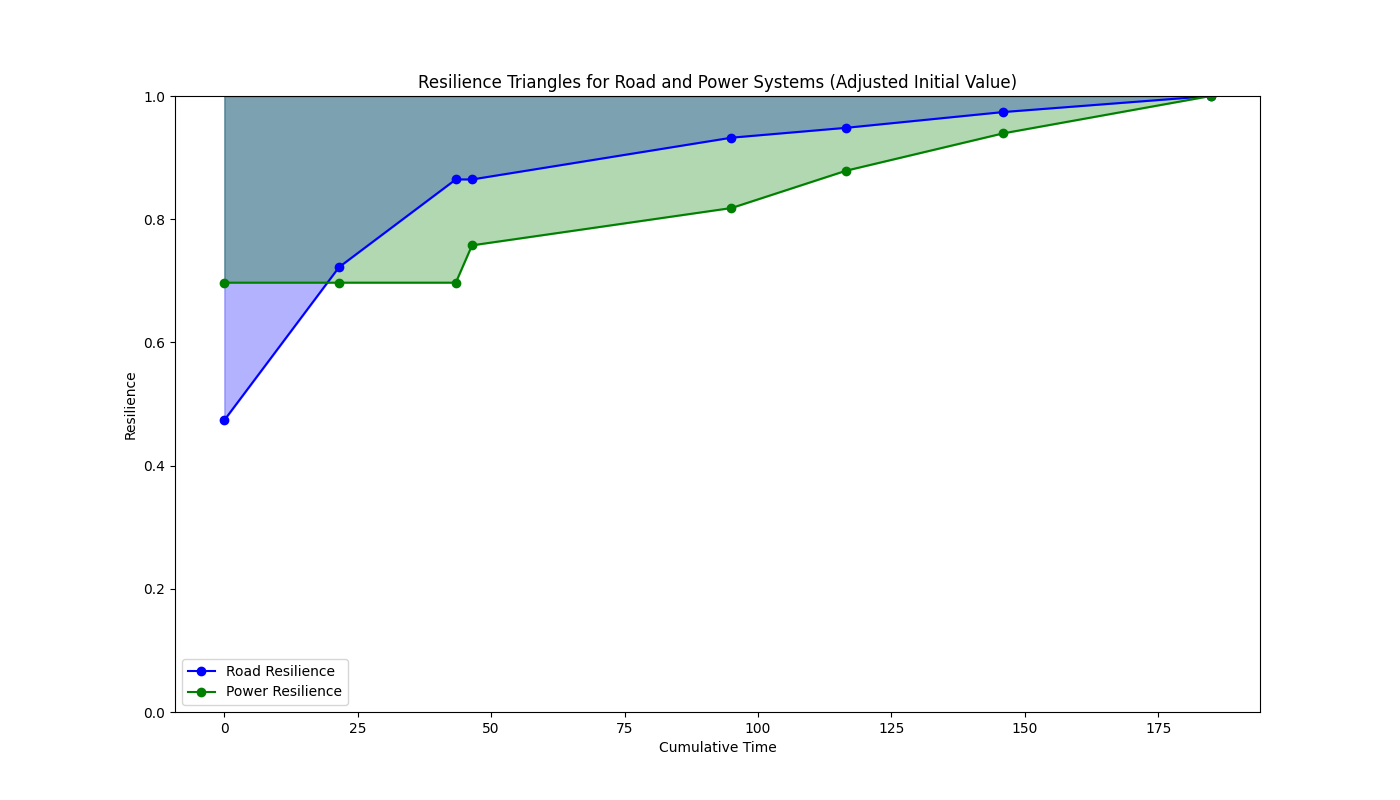 Resilience Triangles for Road and Power Systems (Adjusted Initial Value)
1.0
0.8
0.6
0.4
0.2
0.0
Resilience
Road Resilience
Power Resilience
0 25 50 75 100 125 150 175
Cumulative Time